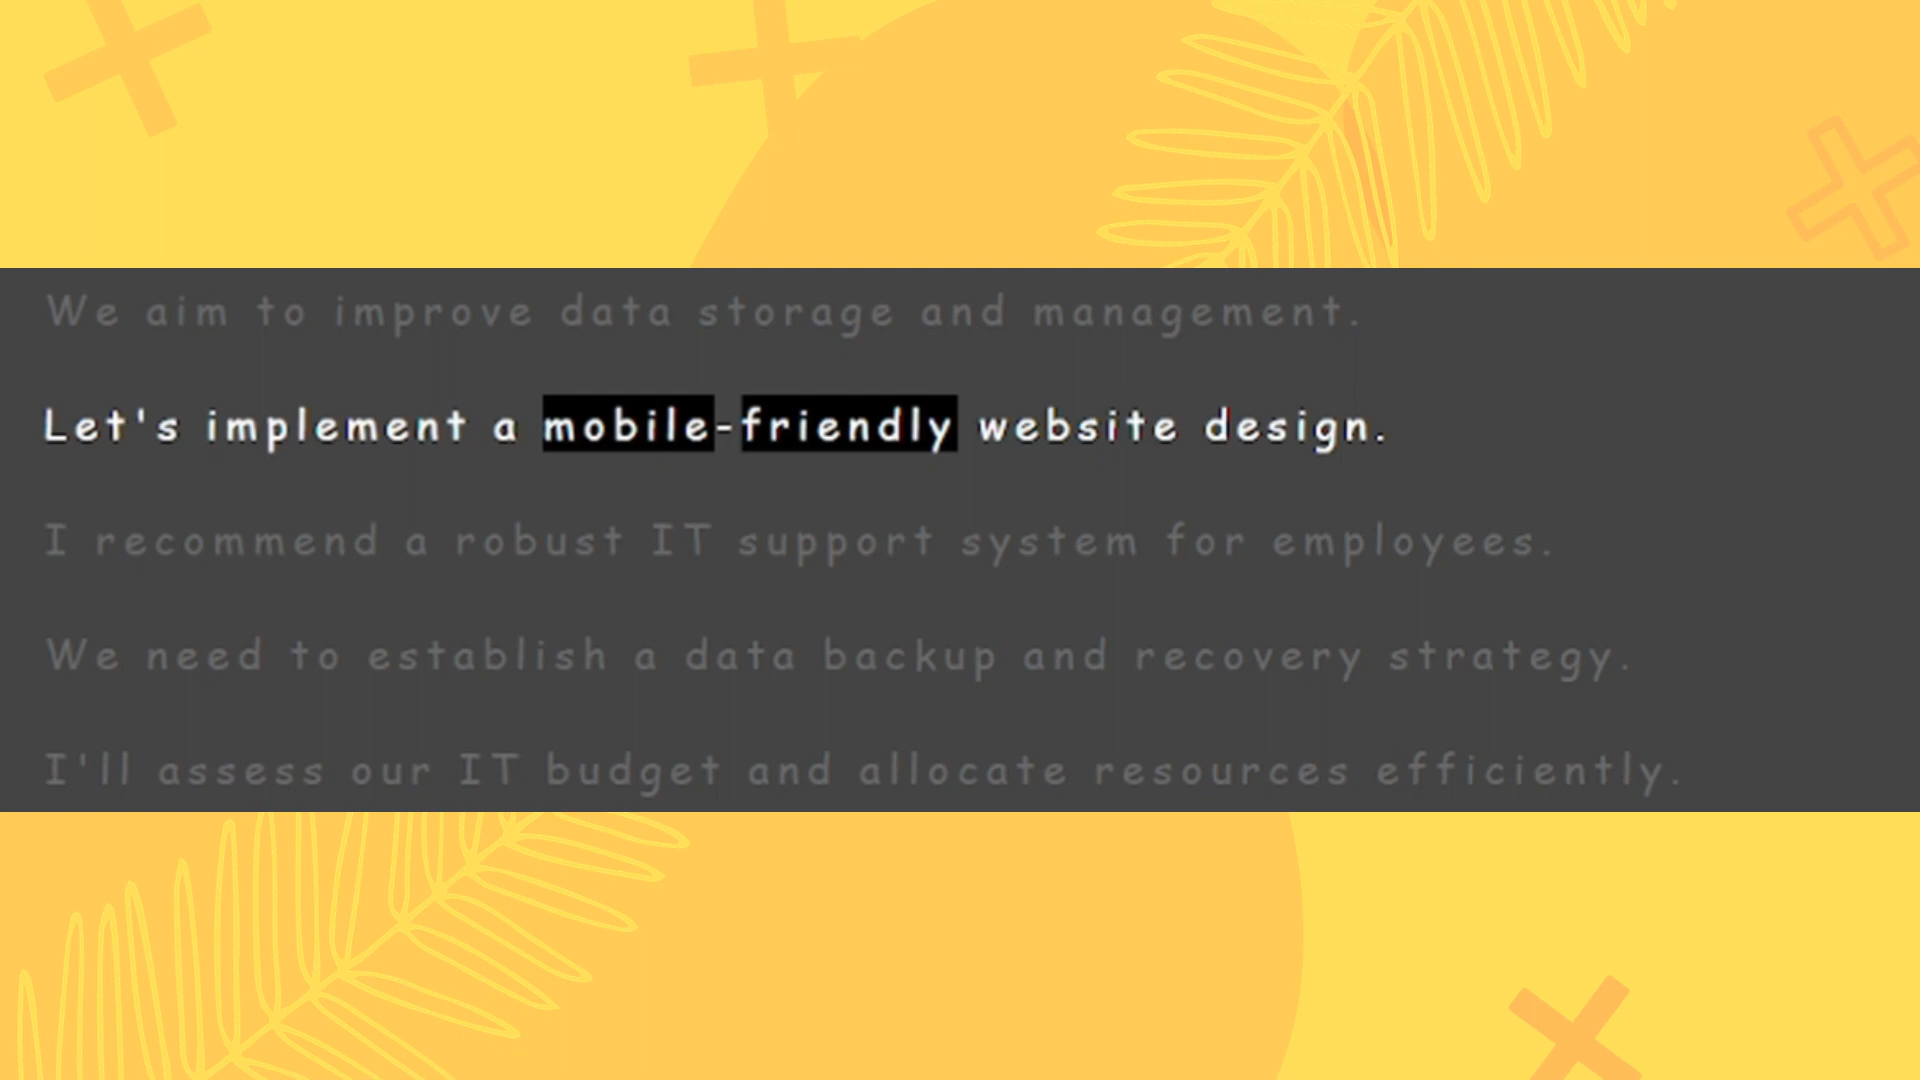 We aim to improve data storage and management.
Let's implement a mobile-friendly website design.
I recommend a robust IT support system for employees.
We need to establish a data backup and recovery strategy.
I'll assess our IT budget and allocate resources efficiently.